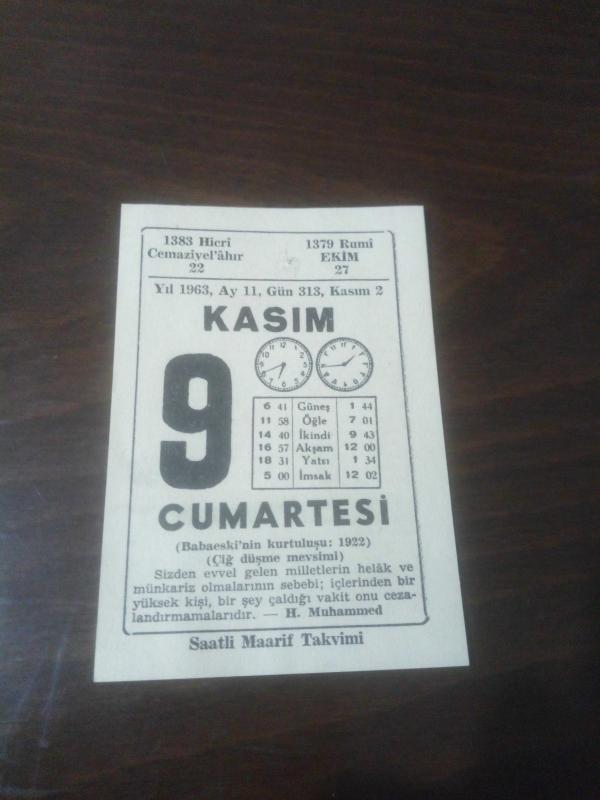 1383 Hicrî 1379 Rumî
Cemaziyel'âhır EKİM
22 27
Yıl 1963, Ay 11, Gün 313, Kasım 2
KASIM
9
6 41 Güneş 1 44
11 58 Öğle 7 01
14 40 İkindi 9 43
16 57 Akşam 12 00
18 31 Yatsı 1 34
5 00 İmsak 12 02
CUMARTESİ
(Babaeski'nin kurtuluşu: 1922)
(Çiğ düşme mevsimi)
Sizden evvel gelen milletlerin helâk ve
münkariz olmalarının sebebi; içlerinden bir
yüksek kişi, bir şey çaldığı vakit onu ceza-
landırmamalarıdır. — H. Muhammed
Saatli Maarif Takvimi